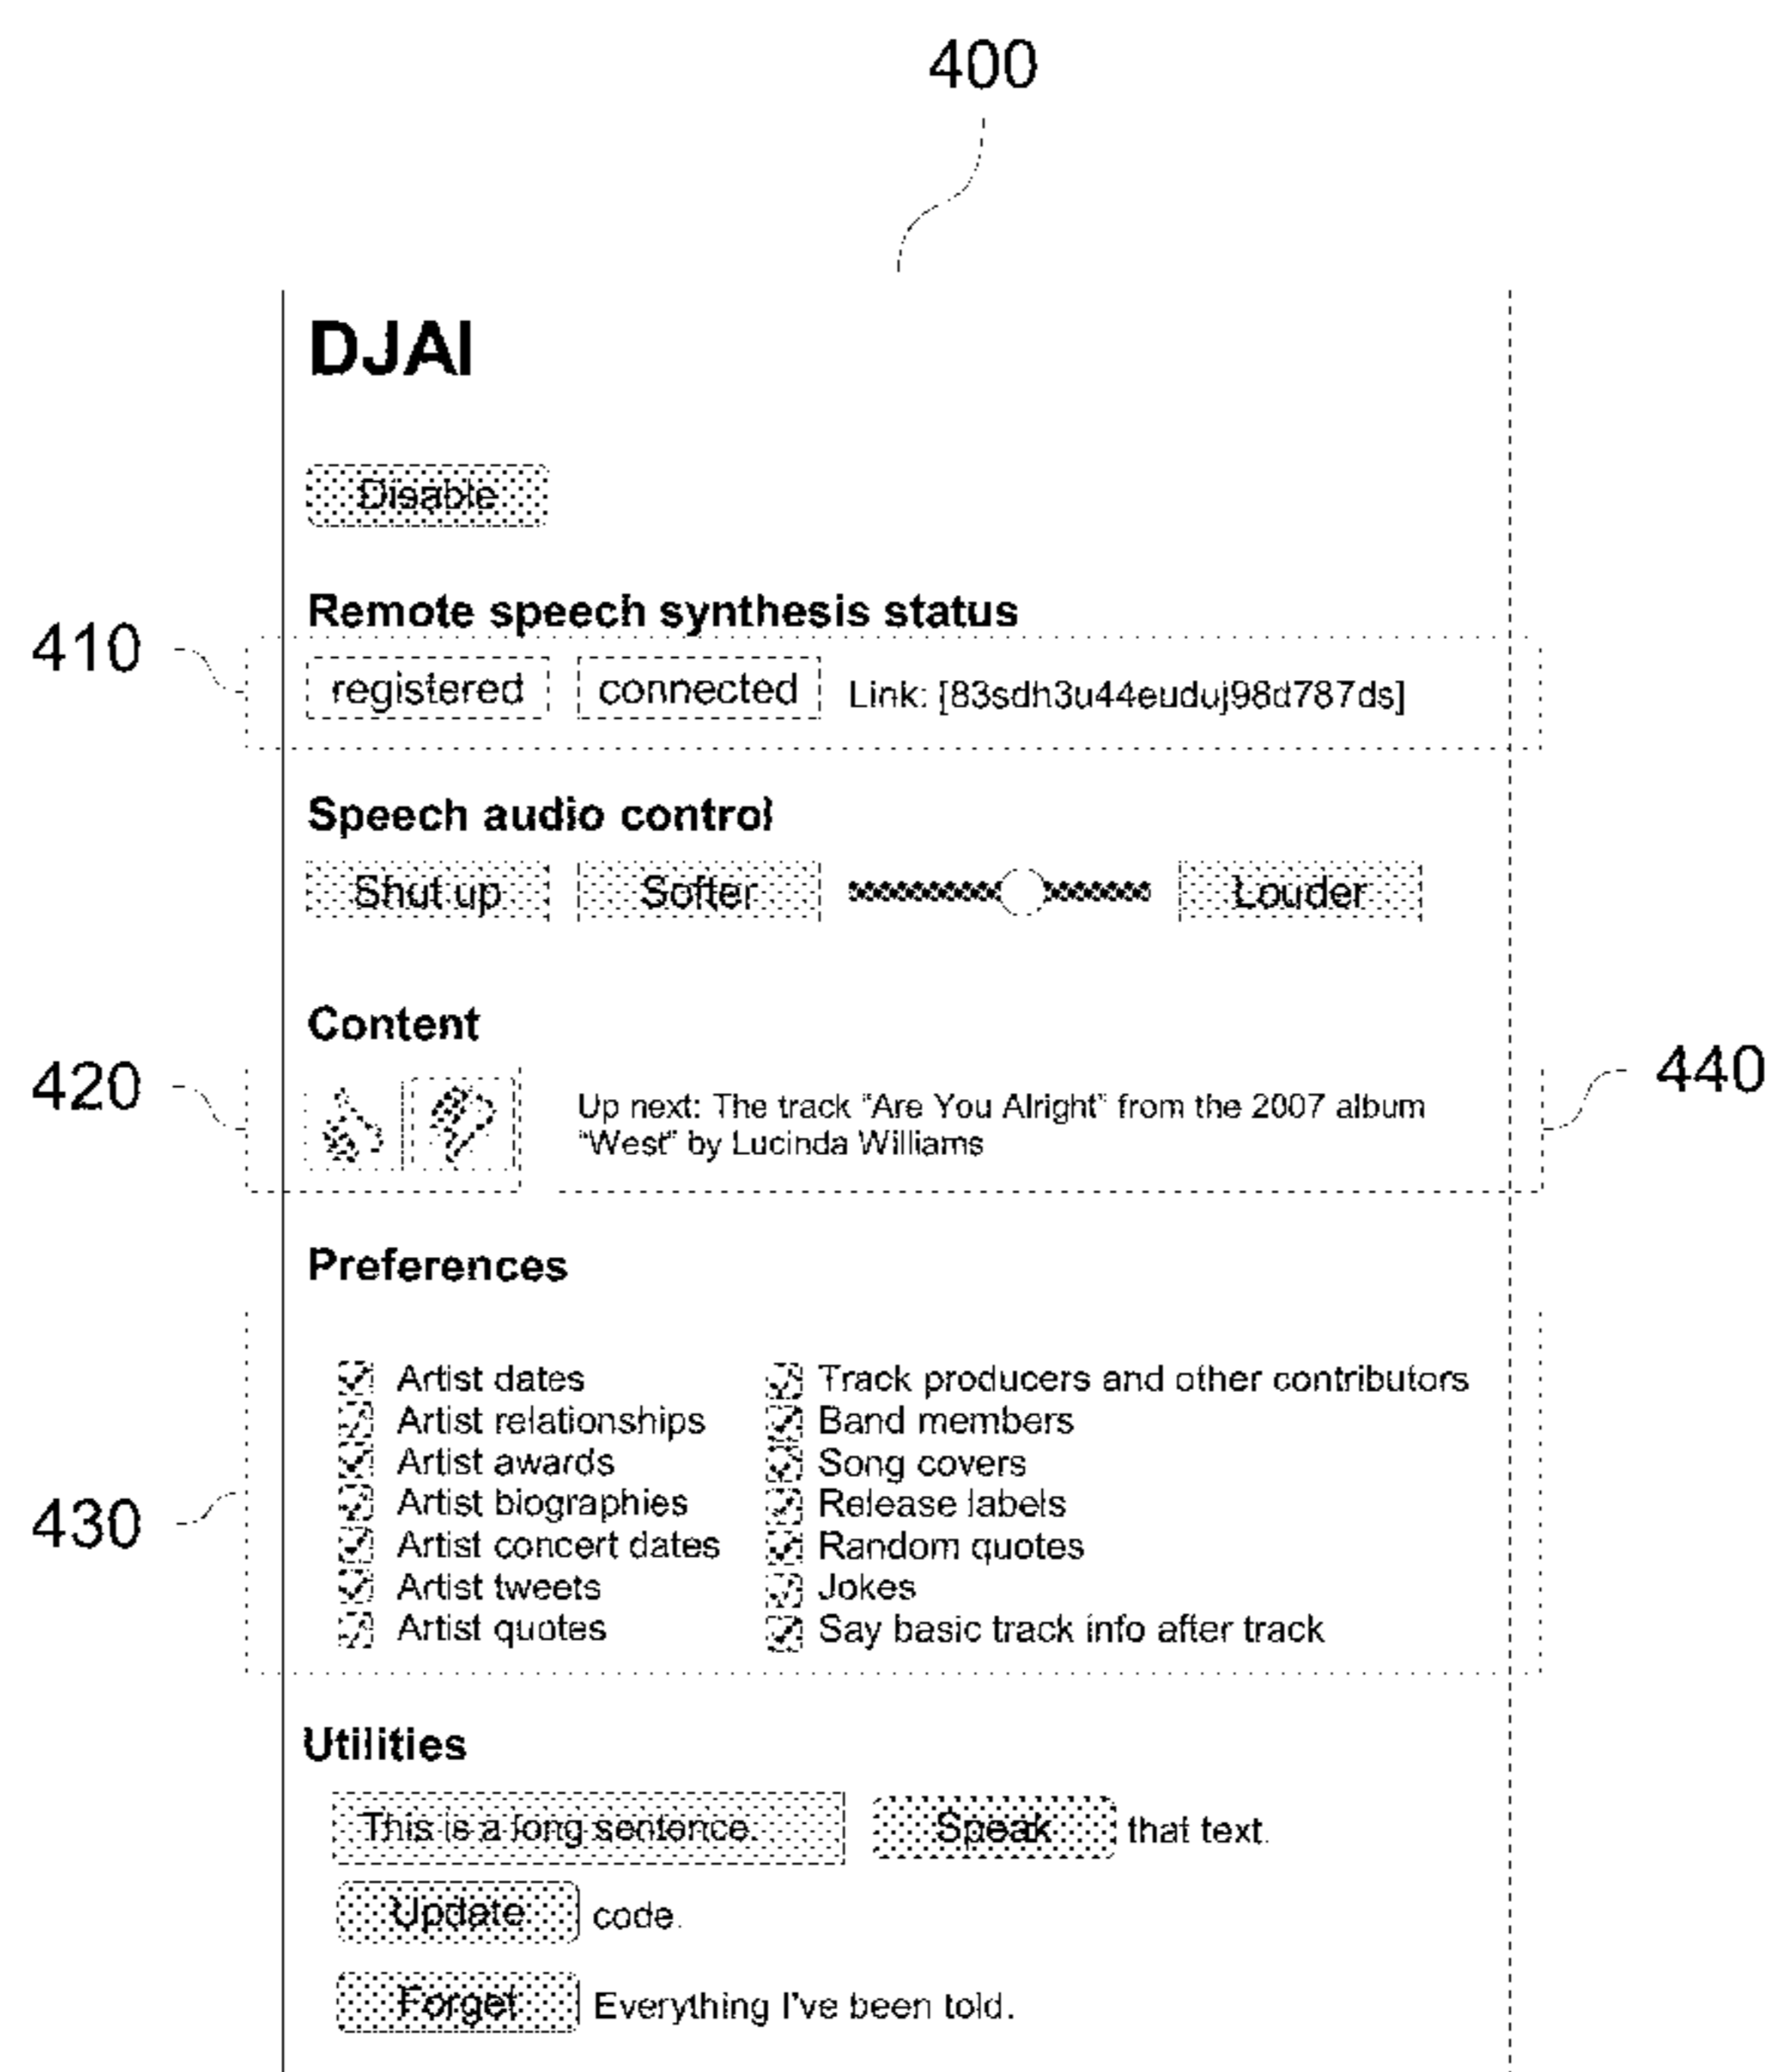 400
DJAI
Disable
Remote speech synthesis status
410
registered connected Link: [83sdh3u44euduj98d787ds]
Speech audio control
Shut up Softer Louder
Content
420
440
Up next: The track "Are You Alright" from the 2007 album
"West" by Lucinda Williams
Preferences
430
Artist dates
Artist relationships
Artist awards
Artist biographies
Artist concert dates
Artist tweets
Artist quotes
Track producers and other contributors
Band members
Song covers
Release labels
Random quotes
Jokes
Say basic track info after track
Utilities
This is a long sentence. Speak that text.
Update code.
Forget Everything I've been told.